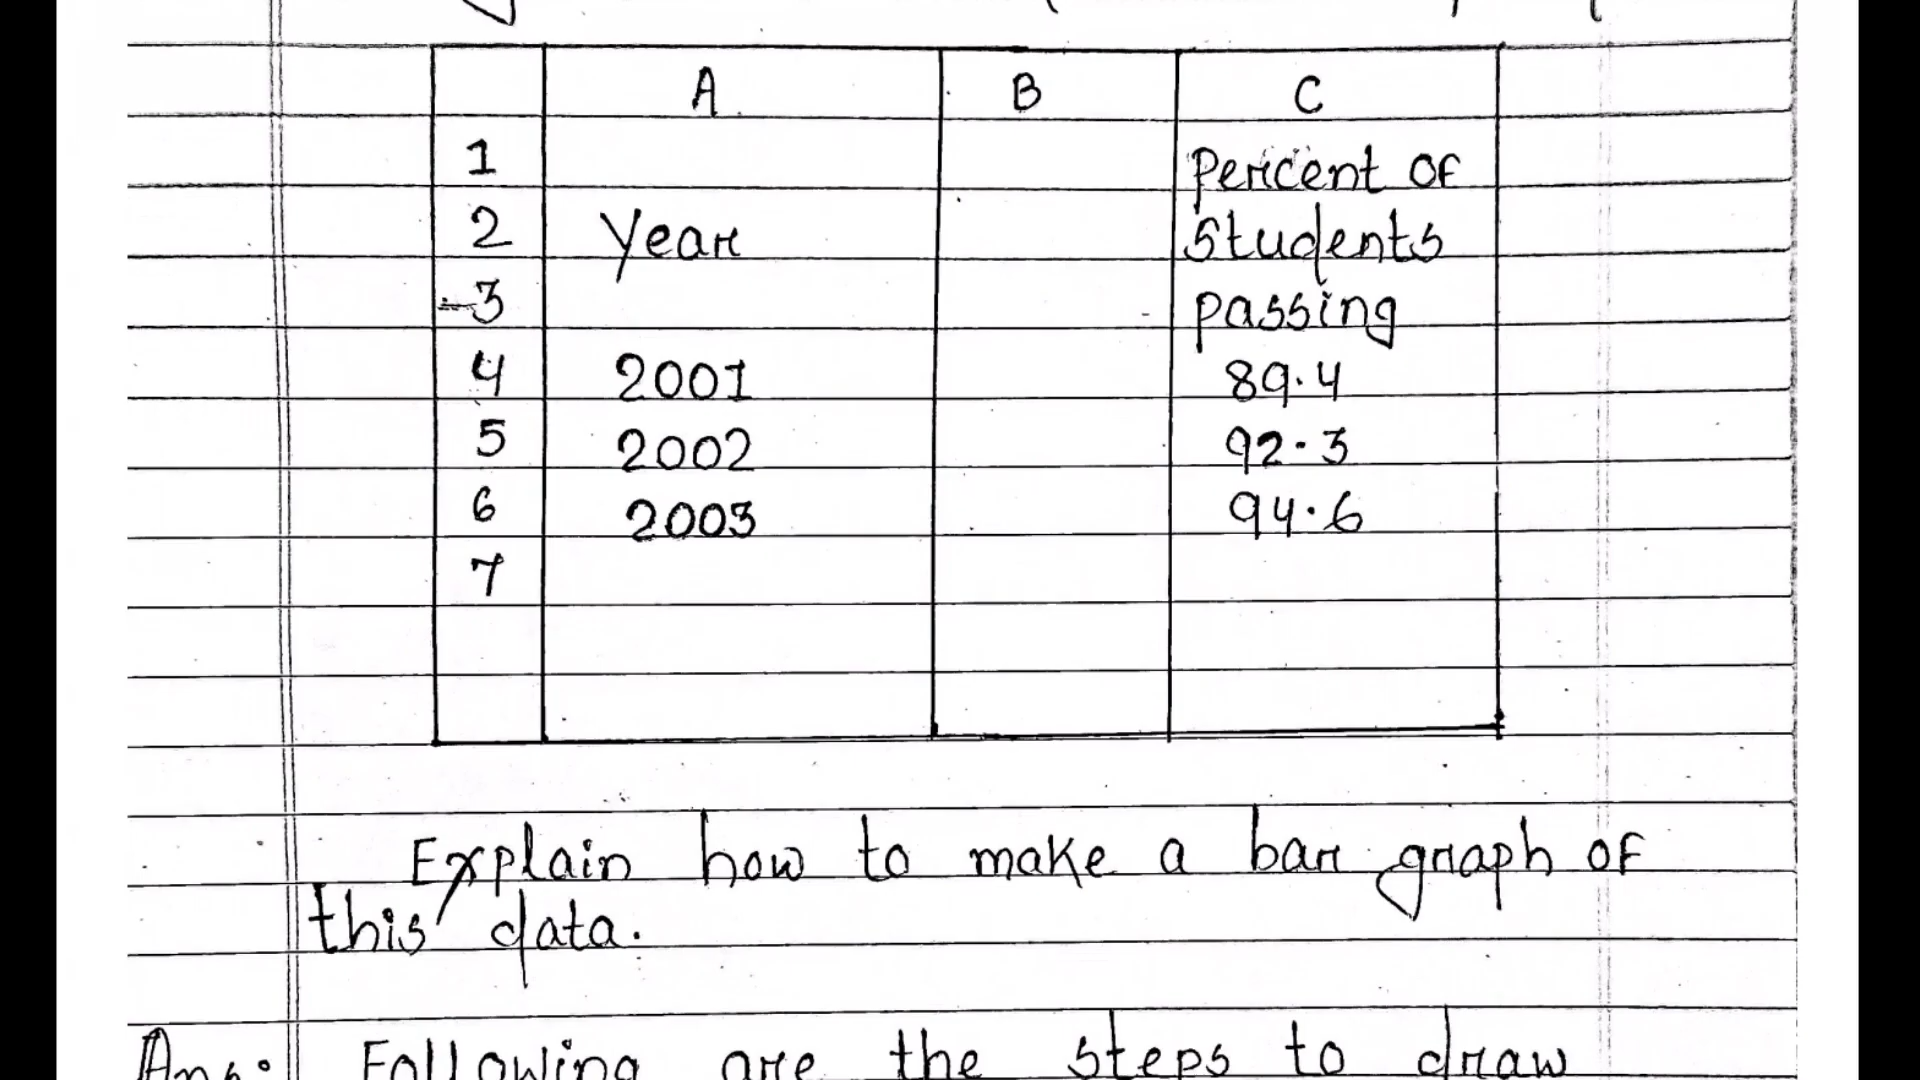 A B C
1 Percent of
2 Year Students
3 passing
4 2001 89.4
5 2002 92.3
6 2003 94.6
7
Explain how to make a bar graph of
this data.
Ans: Following are the steps to draw